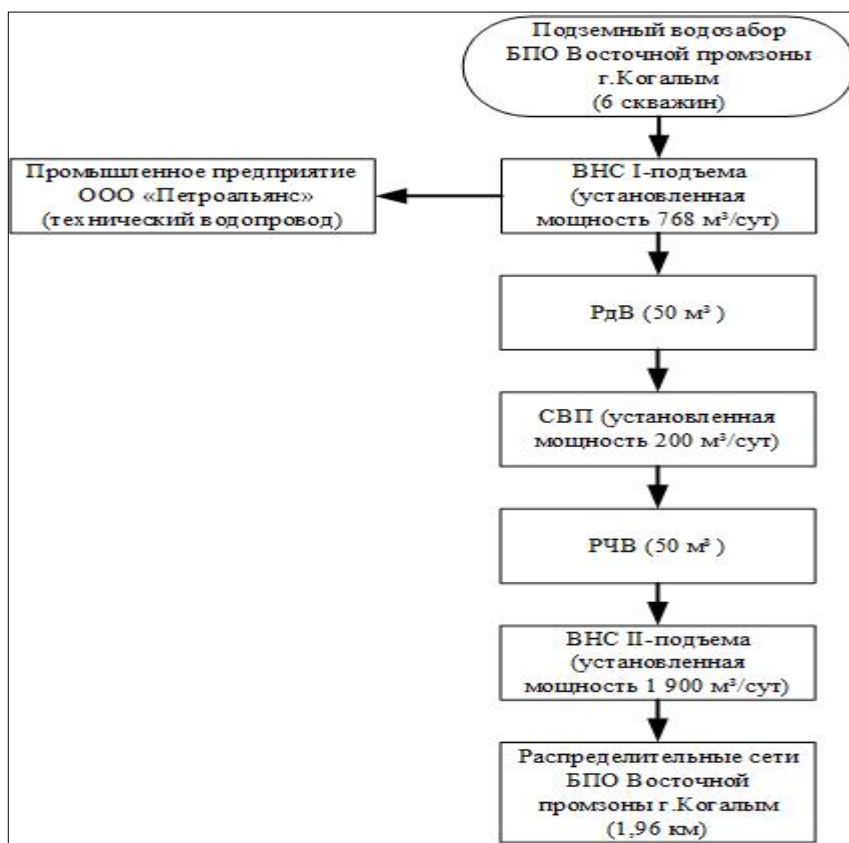 Подземный водозабор
БПО Восточной промзоны
г.Когалым
(6 скважин)
Промышленное предприятие
ООО «Петроальянс»
(технический водопровод)
ВНС I-подъема
(установленная
мощность 768 м³/сут)
РдВ (50 м³ )
СВП (установленная
мощность 200 м³/сут)
РЧВ (50 м³ )
ВНС II-подъема
(установленная
мощность 1 900 м³/сут)
Распределительные сети
БПО Восточной
промзоны г.Когалым
(1,96 км)